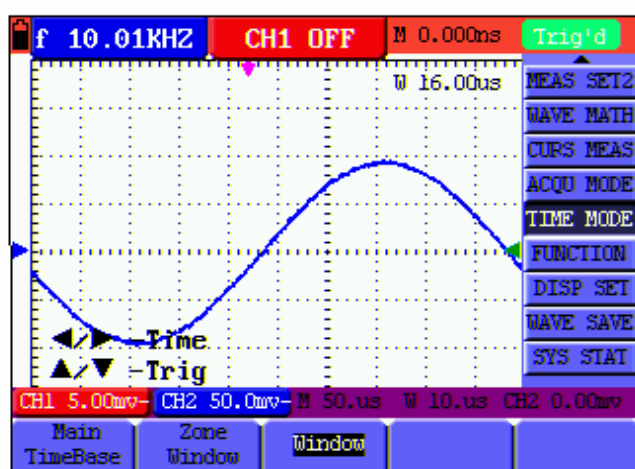 f 10.01KHZ CH1 OFF M 0.000ns Trig'd
W 16.00us
MEAS SET2
WAVE MATH
CURS MEAS
ACQU MODE
TIME MODE
FUNCTION
DISP SET
WAVE SAVE
SYS STAT
◀/▶ -Time
▲/▼ -Trig
CH1 5.00mv- CH2 50.0mv- M 50.us W 10.us CH2 0.00mv
Main TimeBase
Zone Window
Window